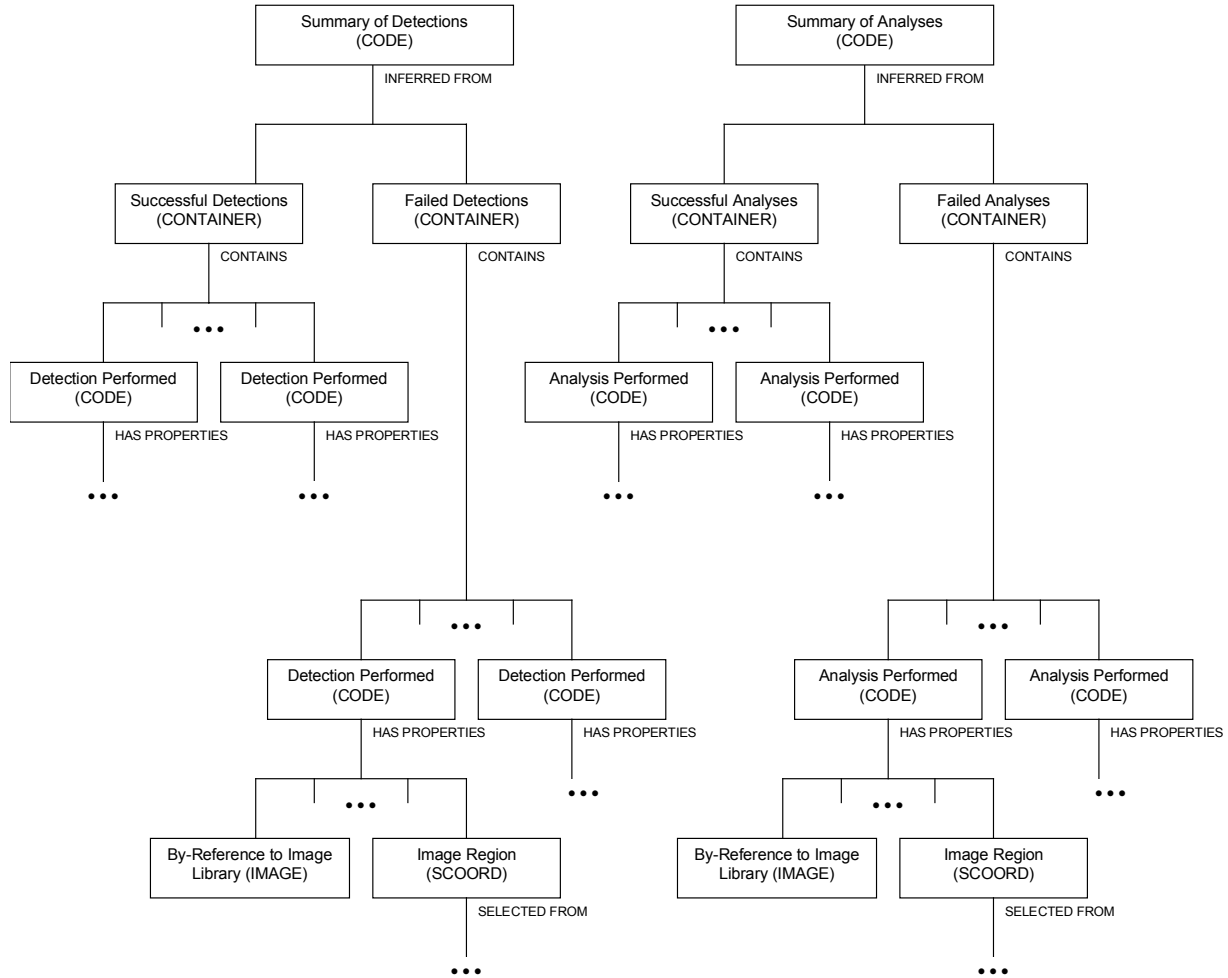 Summary of Detections
(CODE)
Summary of Analyses
(CODE)
INFERRED FROM
INFERRED FROM
Successful Detections
(CONTAINER)
Failed Detections
(CONTAINER)
Successful Analyses
(CONTAINER)
Failed Analyses
(CONTAINER)
CONTAINS
CONTAINS
CONTAINS
CONTAINS
•••
•••
Detection Performed
(CODE)
Detection Performed
(CODE)
Analysis Performed
(CODE)
Analysis Performed
(CODE)
HAS PROPERTIES
HAS PROPERTIES
HAS PROPERTIES
HAS PROPERTIES
•••
•••
•••
•••
•••
•••
Detection Performed
(CODE)
Detection Performed
(CODE)
Analysis Performed
(CODE)
Analysis Performed
(CODE)
HAS PROPERTIES
HAS PROPERTIES
HAS PROPERTIES
HAS PROPERTIES
•••
•••
•••
•••
By-Reference to Image
Library (IMAGE)
Image Region
(SCOORD)
By-Reference to Image
Library (IMAGE)
Image Region
(SCOORD)
SELECTED FROM
SELECTED FROM
•••
•••